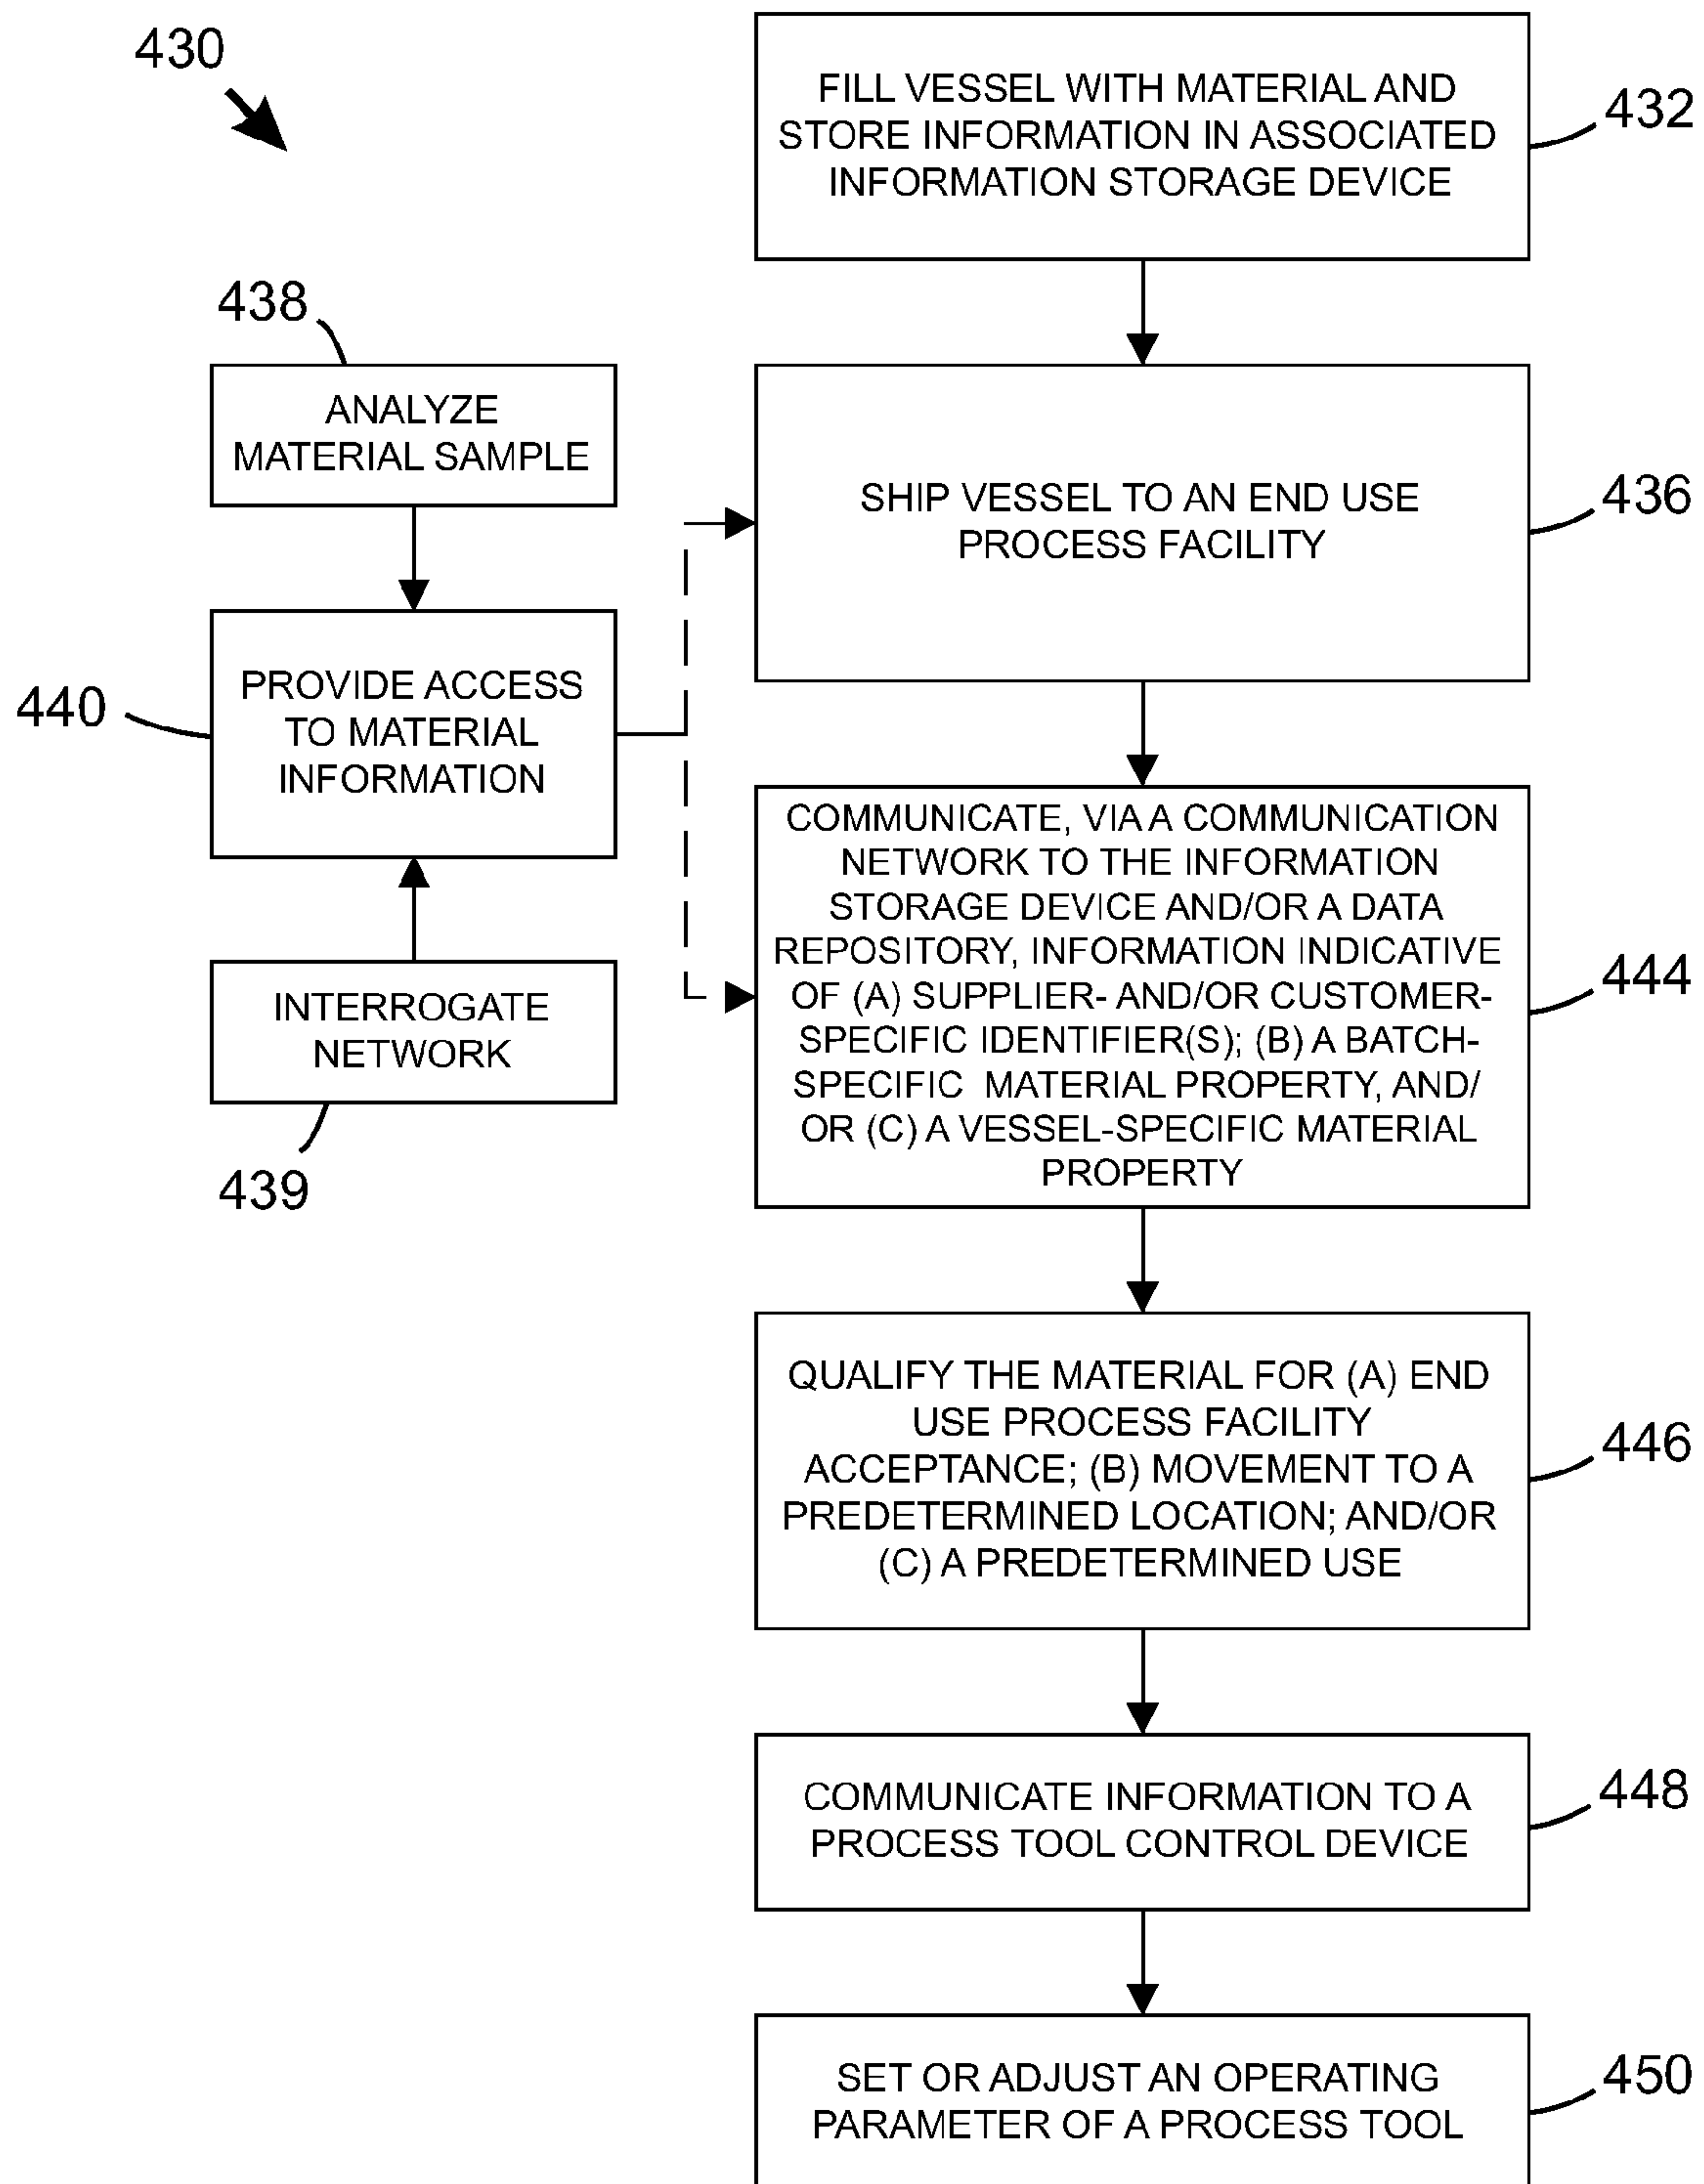 430
FILL VESSEL WITH MATERIAL AND
STORE INFORMATION IN ASSOCIATED
INFORMATION STORAGE DEVICE
432
438
ANALYZE
MATERIAL SAMPLE
SHIP VESSEL TO AN END USE
PROCESS FACILITY
436
440
PROVIDE ACCESS
TO MATERIAL
INFORMATION
INTERROGATE
NETWORK
439
COMMUNICATE, VIA A COMMUNICATION
NETWORK TO THE INFORMATION
STORAGE DEVICE AND/OR A DATA
REPOSITORY, INFORMATION INDICATIVE
OF (A) SUPPLIER- AND/OR CUSTOMER-
SPECIFIC IDENTIFIER(S); (B) A BATCH-
SPECIFIC MATERIAL PROPERTY, AND/
OR (C) A VESSEL-SPECIFIC MATERIAL
PROPERTY
444
QUALIFY THE MATERIAL FOR (A) END
USE PROCESS FACILITY
ACCEPTANCE; (B) MOVEMENT TO A
PREDETERMINED LOCATION; AND/OR
(C) A PREDETERMINED USE
446
COMMUNICATE INFORMATION TO A
PROCESS TOOL CONTROL DEVICE
448
SET OR ADJUST AN OPERATING
PARAMETER OF A PROCESS TOOL
450